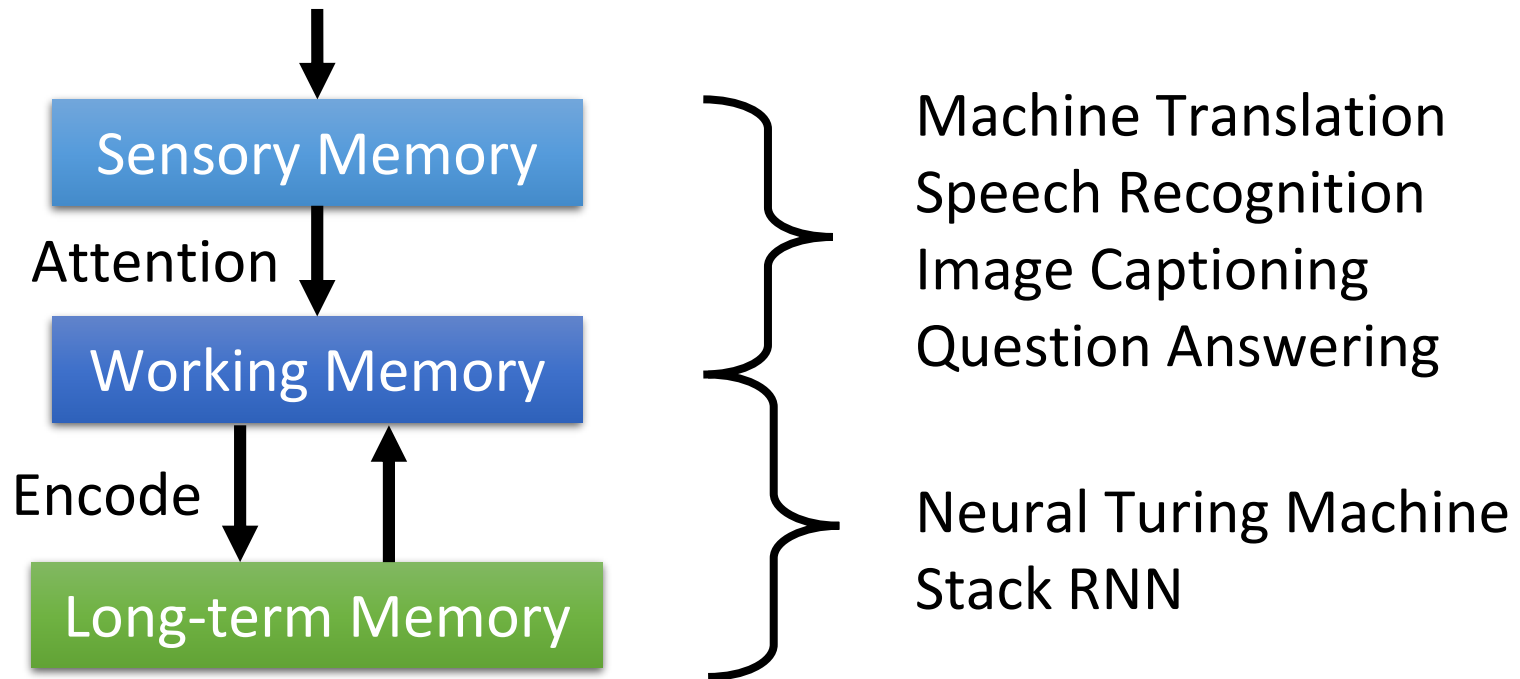 Sensory Memory
Attention
Working Memory
Encode
Long-term Memory
Machine Translation
Speech Recognition
Image Captioning
Question Answering
Neural Turing Machine
Stack RNN